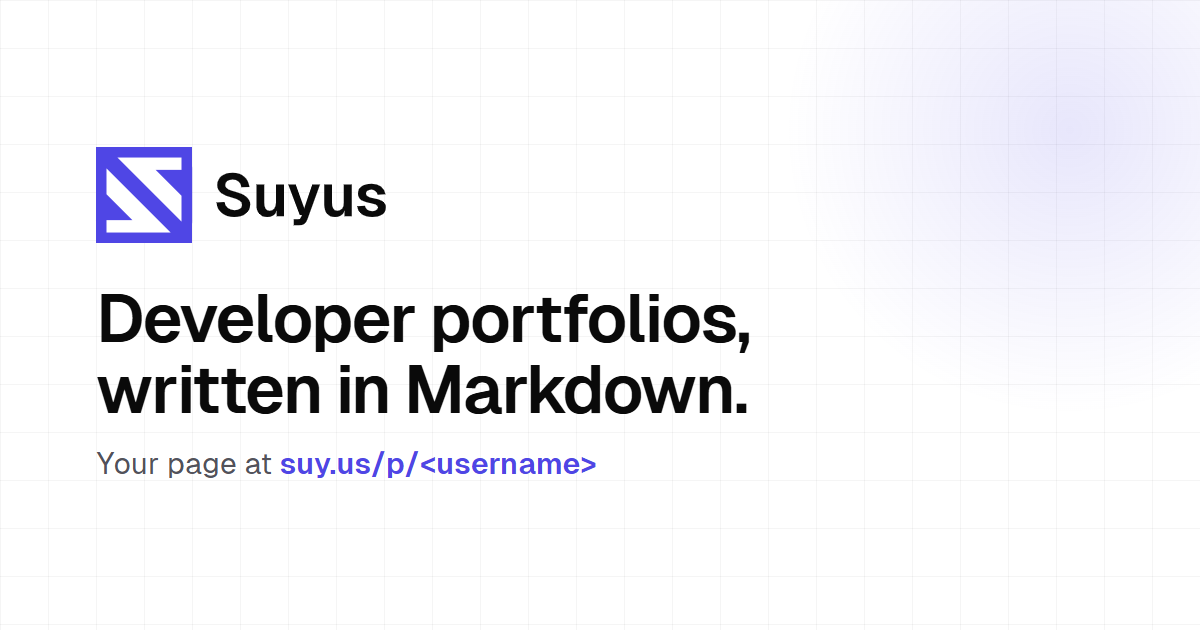 Suyus
Developer portfolios,
written in Markdown.
Your page at suy.us/p/<username>